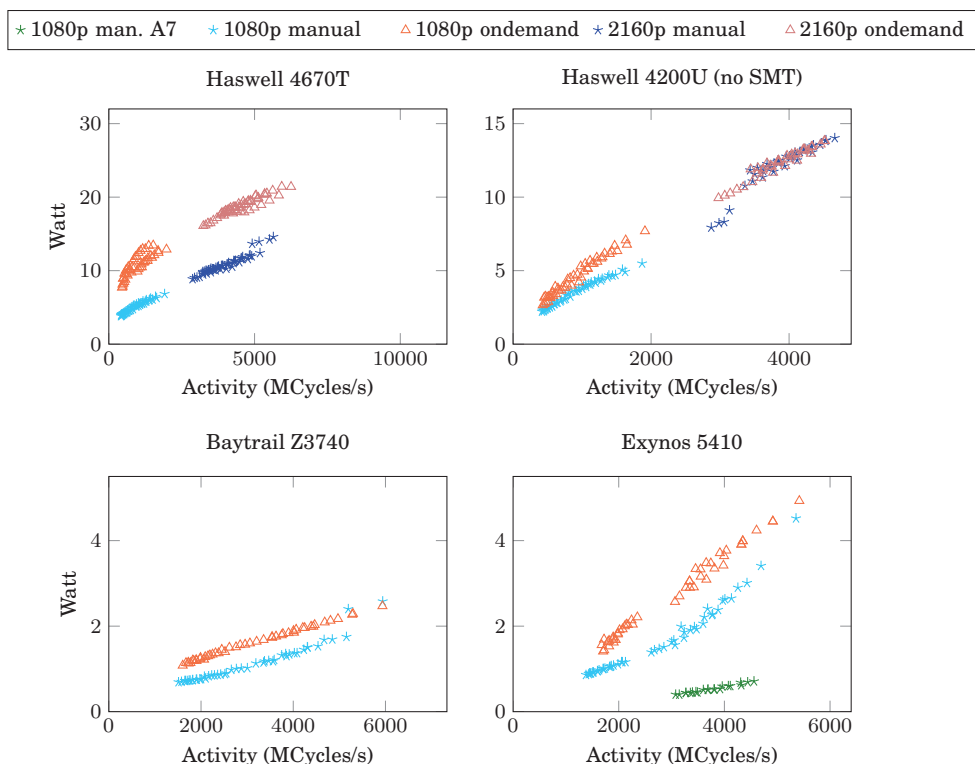 1080p man. A7 1080p manual 1080p ondemand 2160p manual 2160p ondemand
Haswell 4670T
30
20
10
0
Watt
0 5000 10000
Activity (MCycles/s)
Haswell 4200U (no SMT)
15
10
5
0
0 2000 4000
Activity (MCycles/s)
Baytrail Z3740
4
2
0
Watt
0 2000 4000 6000
Activity (MCycles/s)
Exynos 5410
4
2
0
0 2000 4000 6000
Activity (MCycles/s)